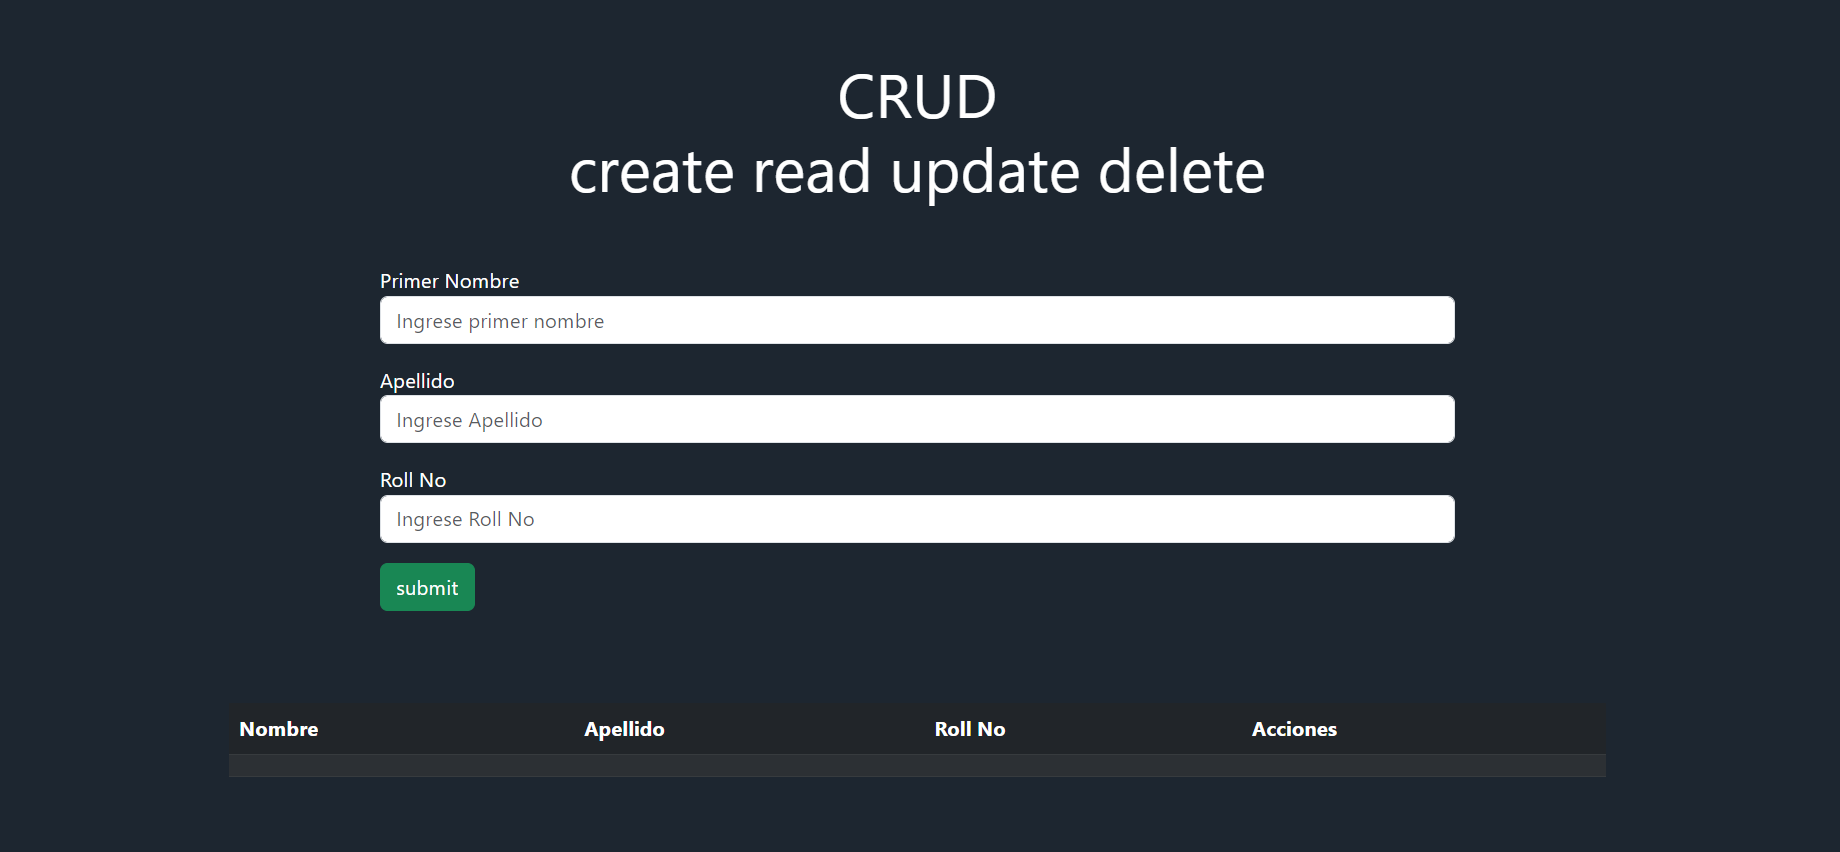 CRUD
create read update delete
Primer Nombre
Ingrese primer nombre
Apellido
Ingrese Apellido
Roll No
Ingrese Roll No
submit
Nombre Apellido Roll No Acciones